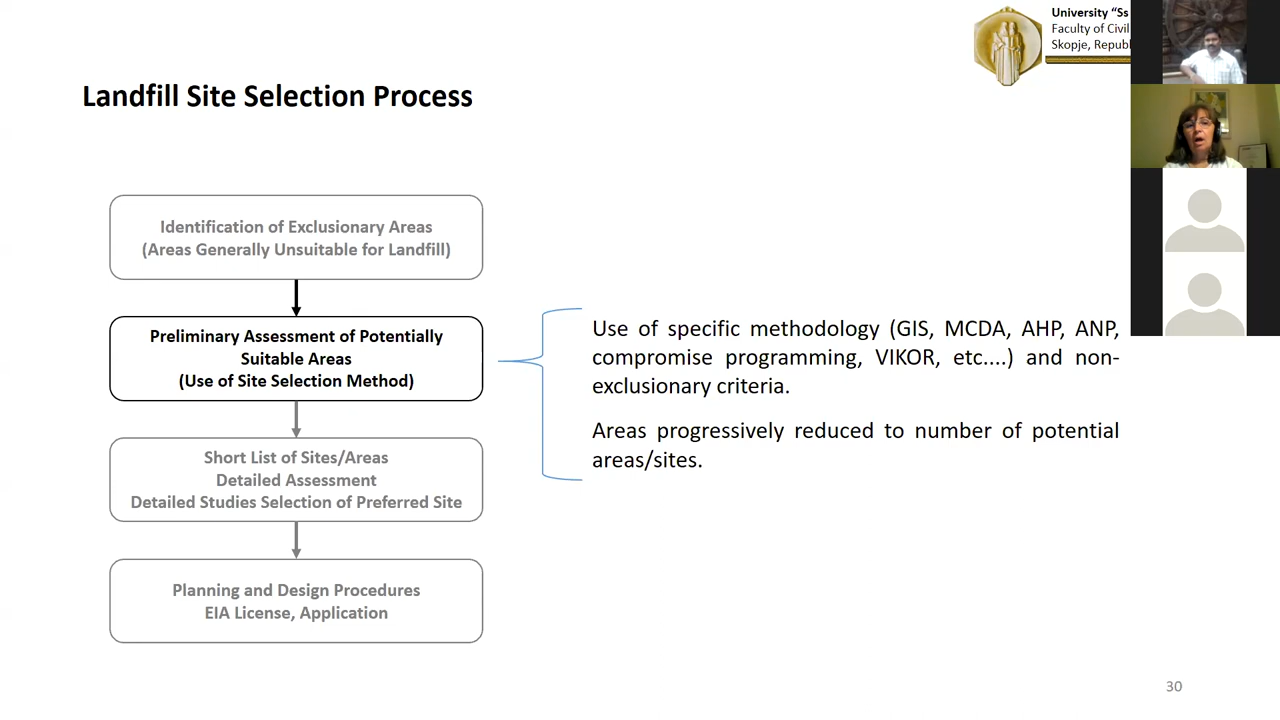 University “Ss
Faculty of Civil
Skopje, Republ
Landfill Site Selection Process
Identification of Exclusionary Areas
(Areas Generally Unsuitable for Landfill)
Preliminary Assessment of Potentially
Suitable Areas
(Use of Site Selection Method)
Short List of Sites/Areas
Detailed Assessment
Detailed Studies Selection of Preferred Site
Planning and Design Procedures
EIA License, Application
Use of specific methodology (GIS, MCDA, AHP, ANP,
compromise programming, VIKOR, etc....) and non-
exclusionary criteria.
Areas progressively reduced to number of potential
areas/sites.
30